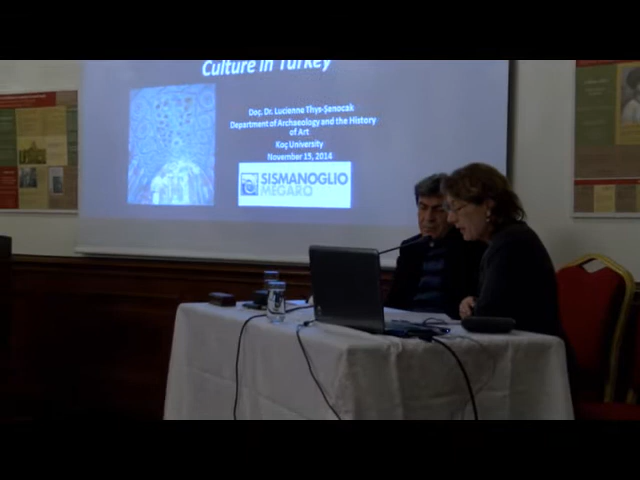 Culture in Turkey
Doç. Dr. Lucienne Thys-Şenocak
Department of Archaeology and the History
of Art
Koç University
November 15, 2014
SISMANOGLIO
MEGARO